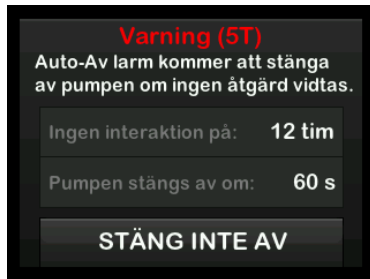 Varning (5T)
Auto-Av larm kommer att stänga
av pumpen om ingen åtgärd vidtas.
Ingen interaktion på: 12 tim
Pumpen stängs av om: 60 s
STÄNG INTE AV